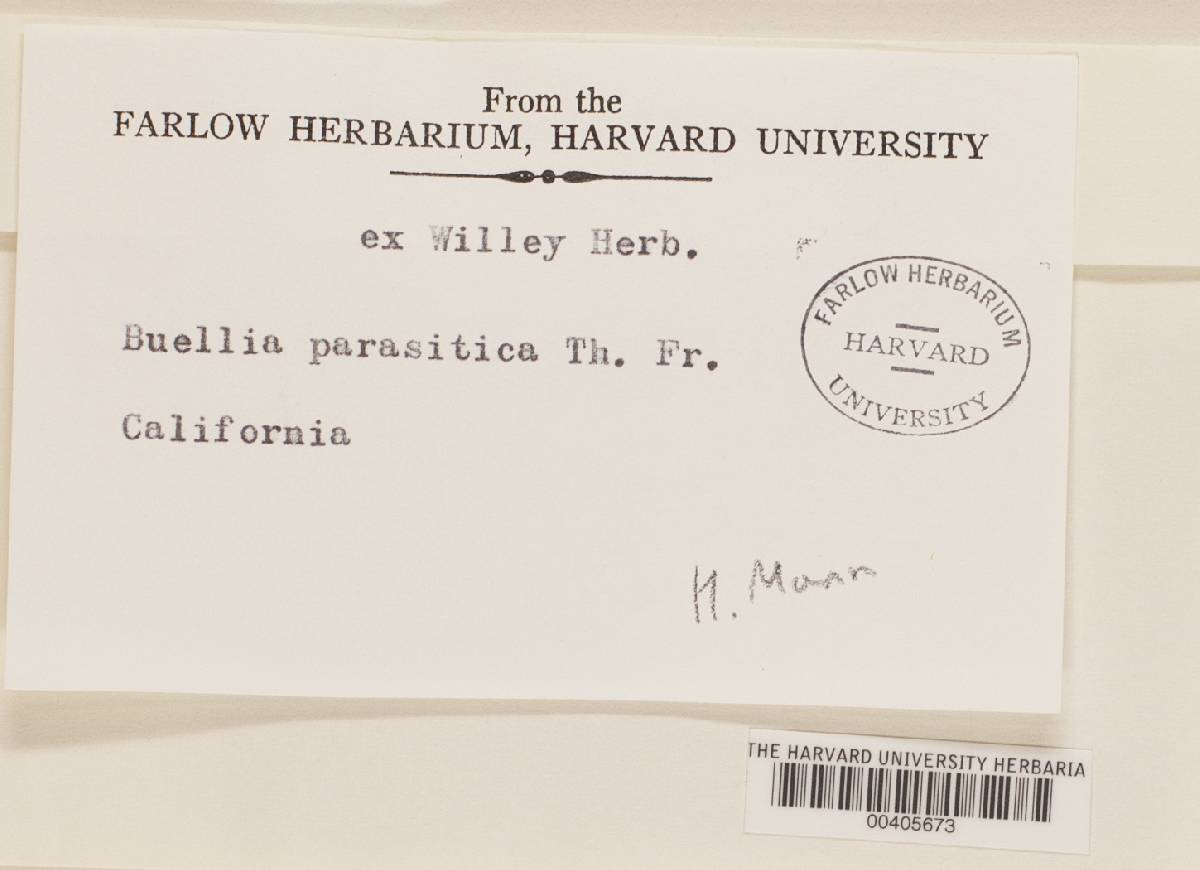 From the
FARLOW HERBARIUM, HARVARD UNIVERSITY
ex Willey Herb.
FARLOW HERBARIUM
HARVARD
UNIVERSITY
Buellia parasitica Th. Fr.
California
H. Mann
THE HARVARD UNIVERSITY HERBARIA
00405673